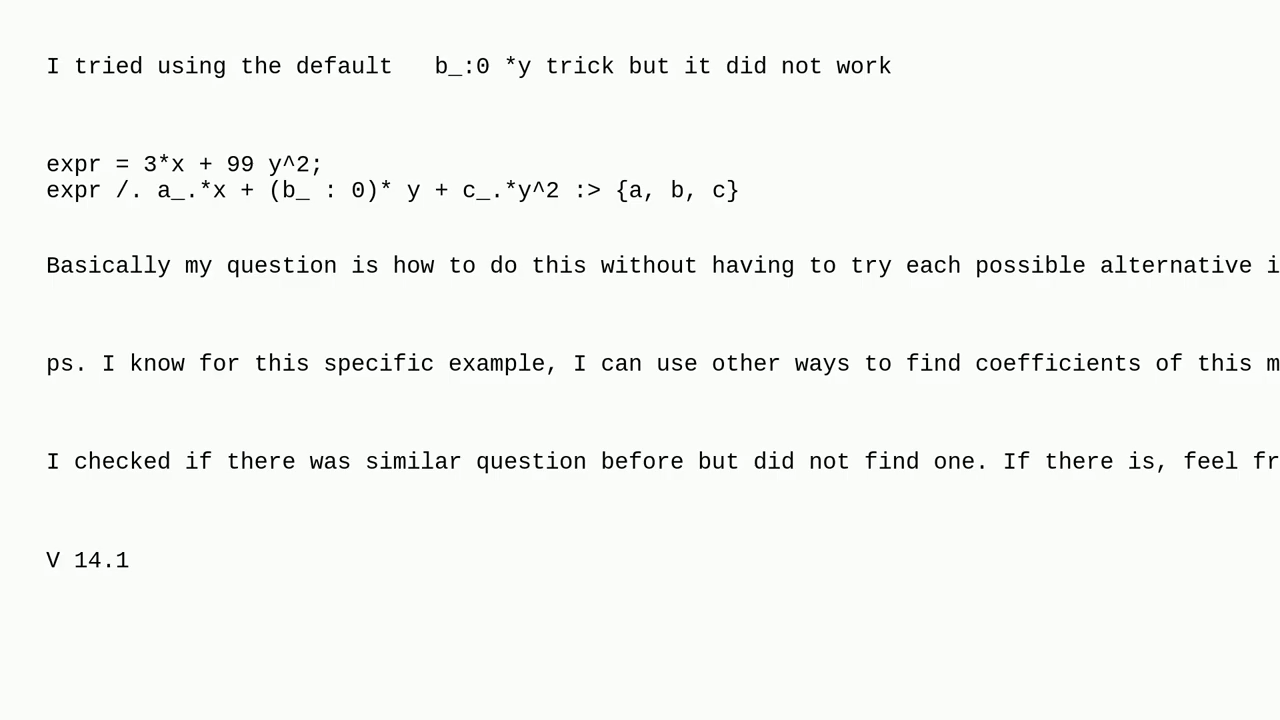 I tried using the default   b_:0 *y trick but it did not work
expr = 3*x + 99 y^2;
expr /. a_.*x + (b_ : 0)* y + c_.*y^2 :> {a, b, c}
Basically my question is how to do this without having to try each possible alternative i
ps. I know for this specific example, I can use other ways to find coefficients of this m
I checked if there was similar question before but did not find one. If there is, feel fr
V 14.1